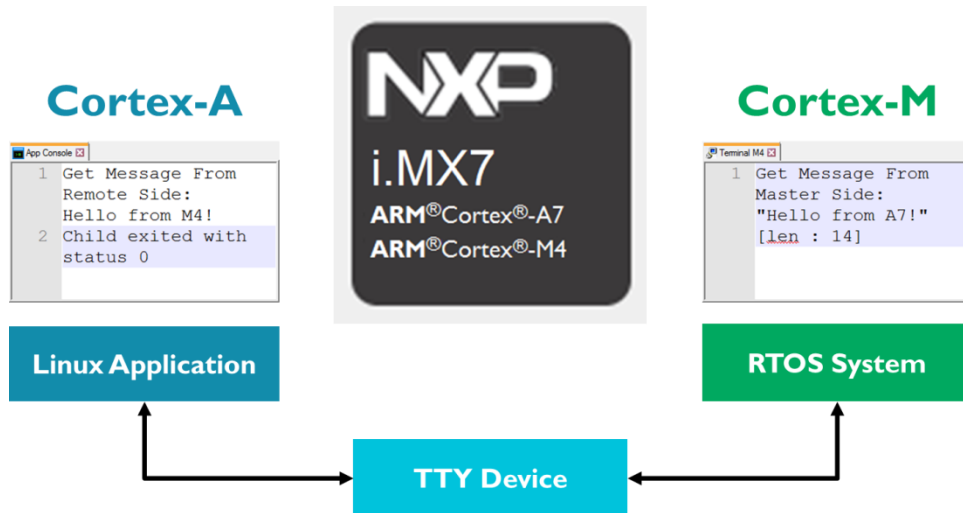 Cortex-A
App Console
1 Get Message From
Remote Side:
Hello from M4!
2 Child exited with
status 0
Linux Application
NXP
i.MX7
ARM®Cortex®-A7
ARM®Cortex®-M4
Cortex-M
Terminal M4
1 Get Message From
Master Side:
"Hello from A7!"
[len : 14]
RTOS System
TTY Device